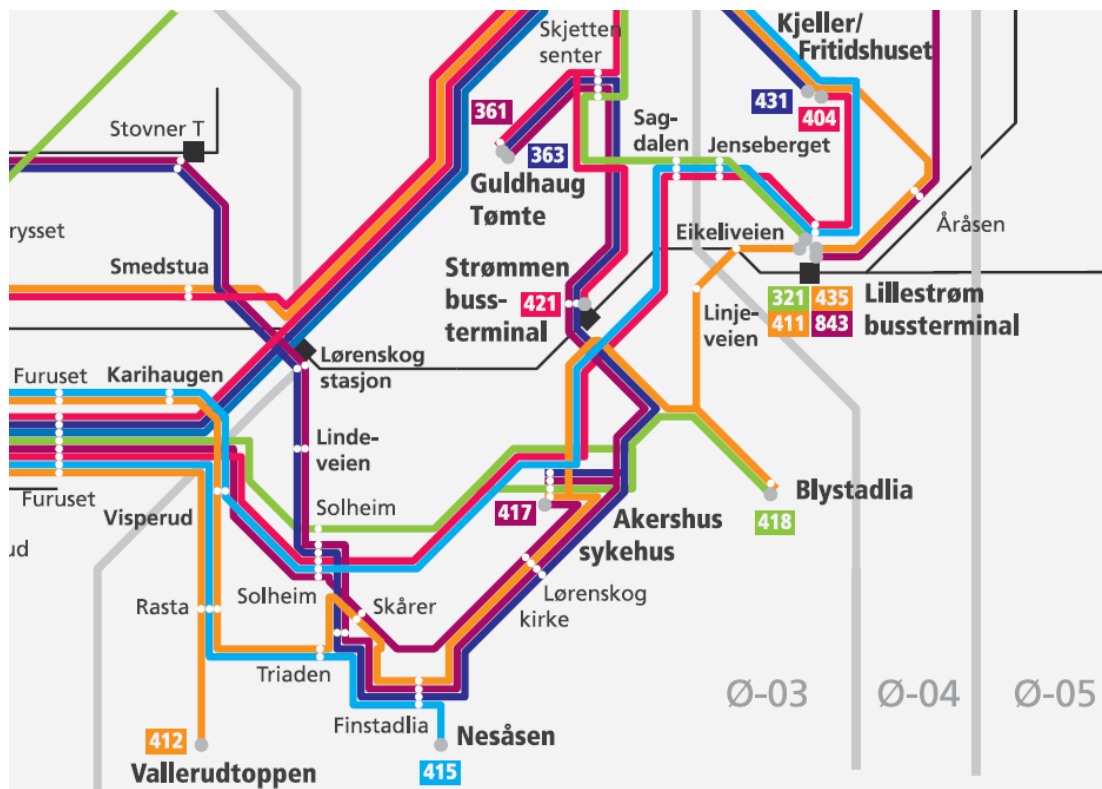 Kjeller/
Fritidshuset
Skjetten
senter
431
404
361
363
Stovner T
Sag-
dalen
Jenseberget
Guldhaug
Tømte
rysset
Åråsen
Eikeliveien
Smedstua
Strømmen
buss-
terminal
421
321
435
411
843
Lillestrøm
bussterminal
Linje-
veien
Furuset
Karihaugen
Lørenskog
stasjon
Linde-
veien
Furuset
Visperud
Solheim
417
Akershus
sykehus
Blystadlia
418
ud
Rasta
Solheim
Skårer
Lørenskog
kirke
Triaden
Finstadlia
Ø-03
Ø-04
Ø-05
412
Vallerudtoppen
415
Nesåsen